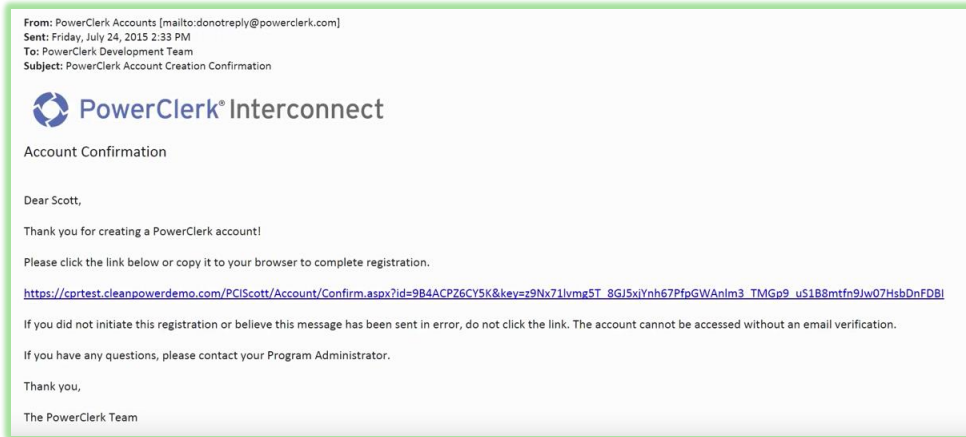 From: PowerClerk Accounts [mailto:donotreply@powerclerk.com]
Sent: Friday, July 24, 2015 2:33 PM
To: PowerClerk Development Team
Subject: PowerClerk Account Creation Confirmation
PowerClerk® Interconnect
Account Confirmation
Dear Scott,
Thank you for creating a PowerClerk account!
Please click the link below or copy it to your browser to complete registration.
https://cprtest.cleanpowerdemo.com/PCIScott/Account/Confirm.aspx?id=9B4ACPZ6CY5K&key=z9Nx71lvmg5T_8GJ5xjYnh67PfpGWAnlm3_TMGp9_uS1B8mtfn9Jw07HsbDnFDBI
If you did not initiate this registration or believe this message has been sent in error, do not click the link. The account cannot be accessed without an email verification.
If you have any questions, please contact your Program Administrator.
Thank you,
The PowerClerk Team